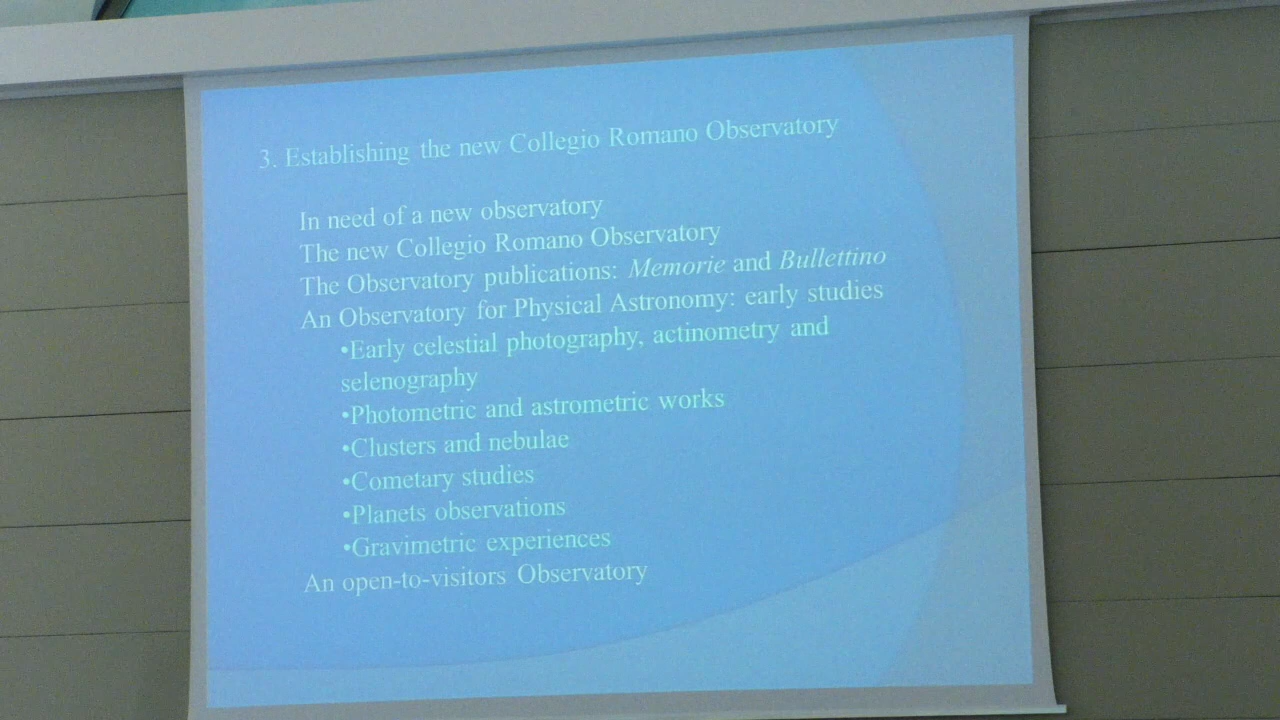 3. Establishing the new Collegio Romano Observatory
In need of a new observatory
The new Collegio Romano Observatory
The Observatory publications: Memorie and Bullettino
An Observatory for Physical Astronomy: early studies
•Early celestial photography, actinometry and
selenography
•Photometric and astrometric works
•Clusters and nebulae
•Cometary studies
•Planets observations
•Gravimetric experiences
An open-to-visitors Observatory